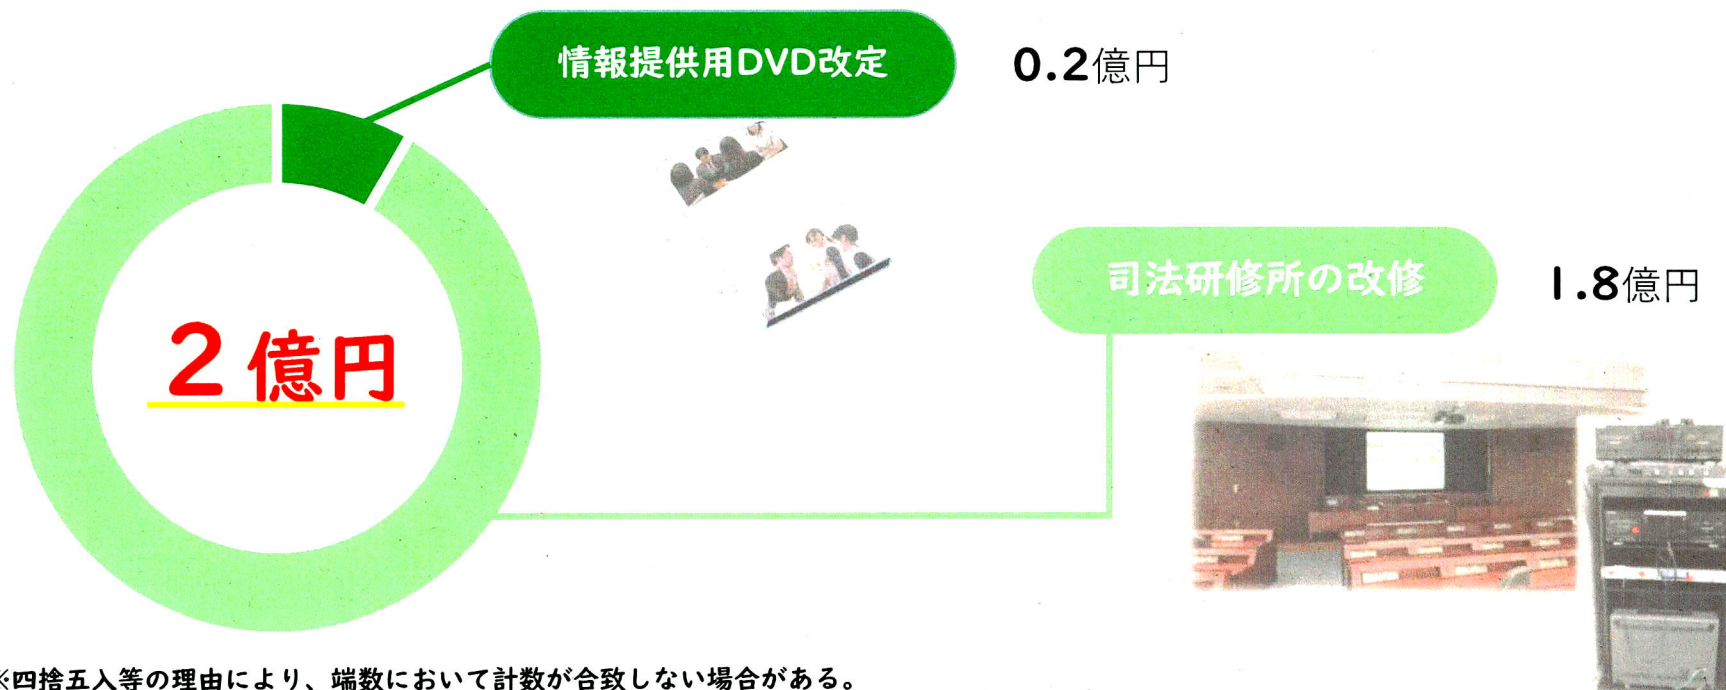 情報提供用DVD改定
0.2億円
司法研修所の改修
1.8億円
2億円
※四捨五入等の理由により、端数において計数が合致しない場合がある。